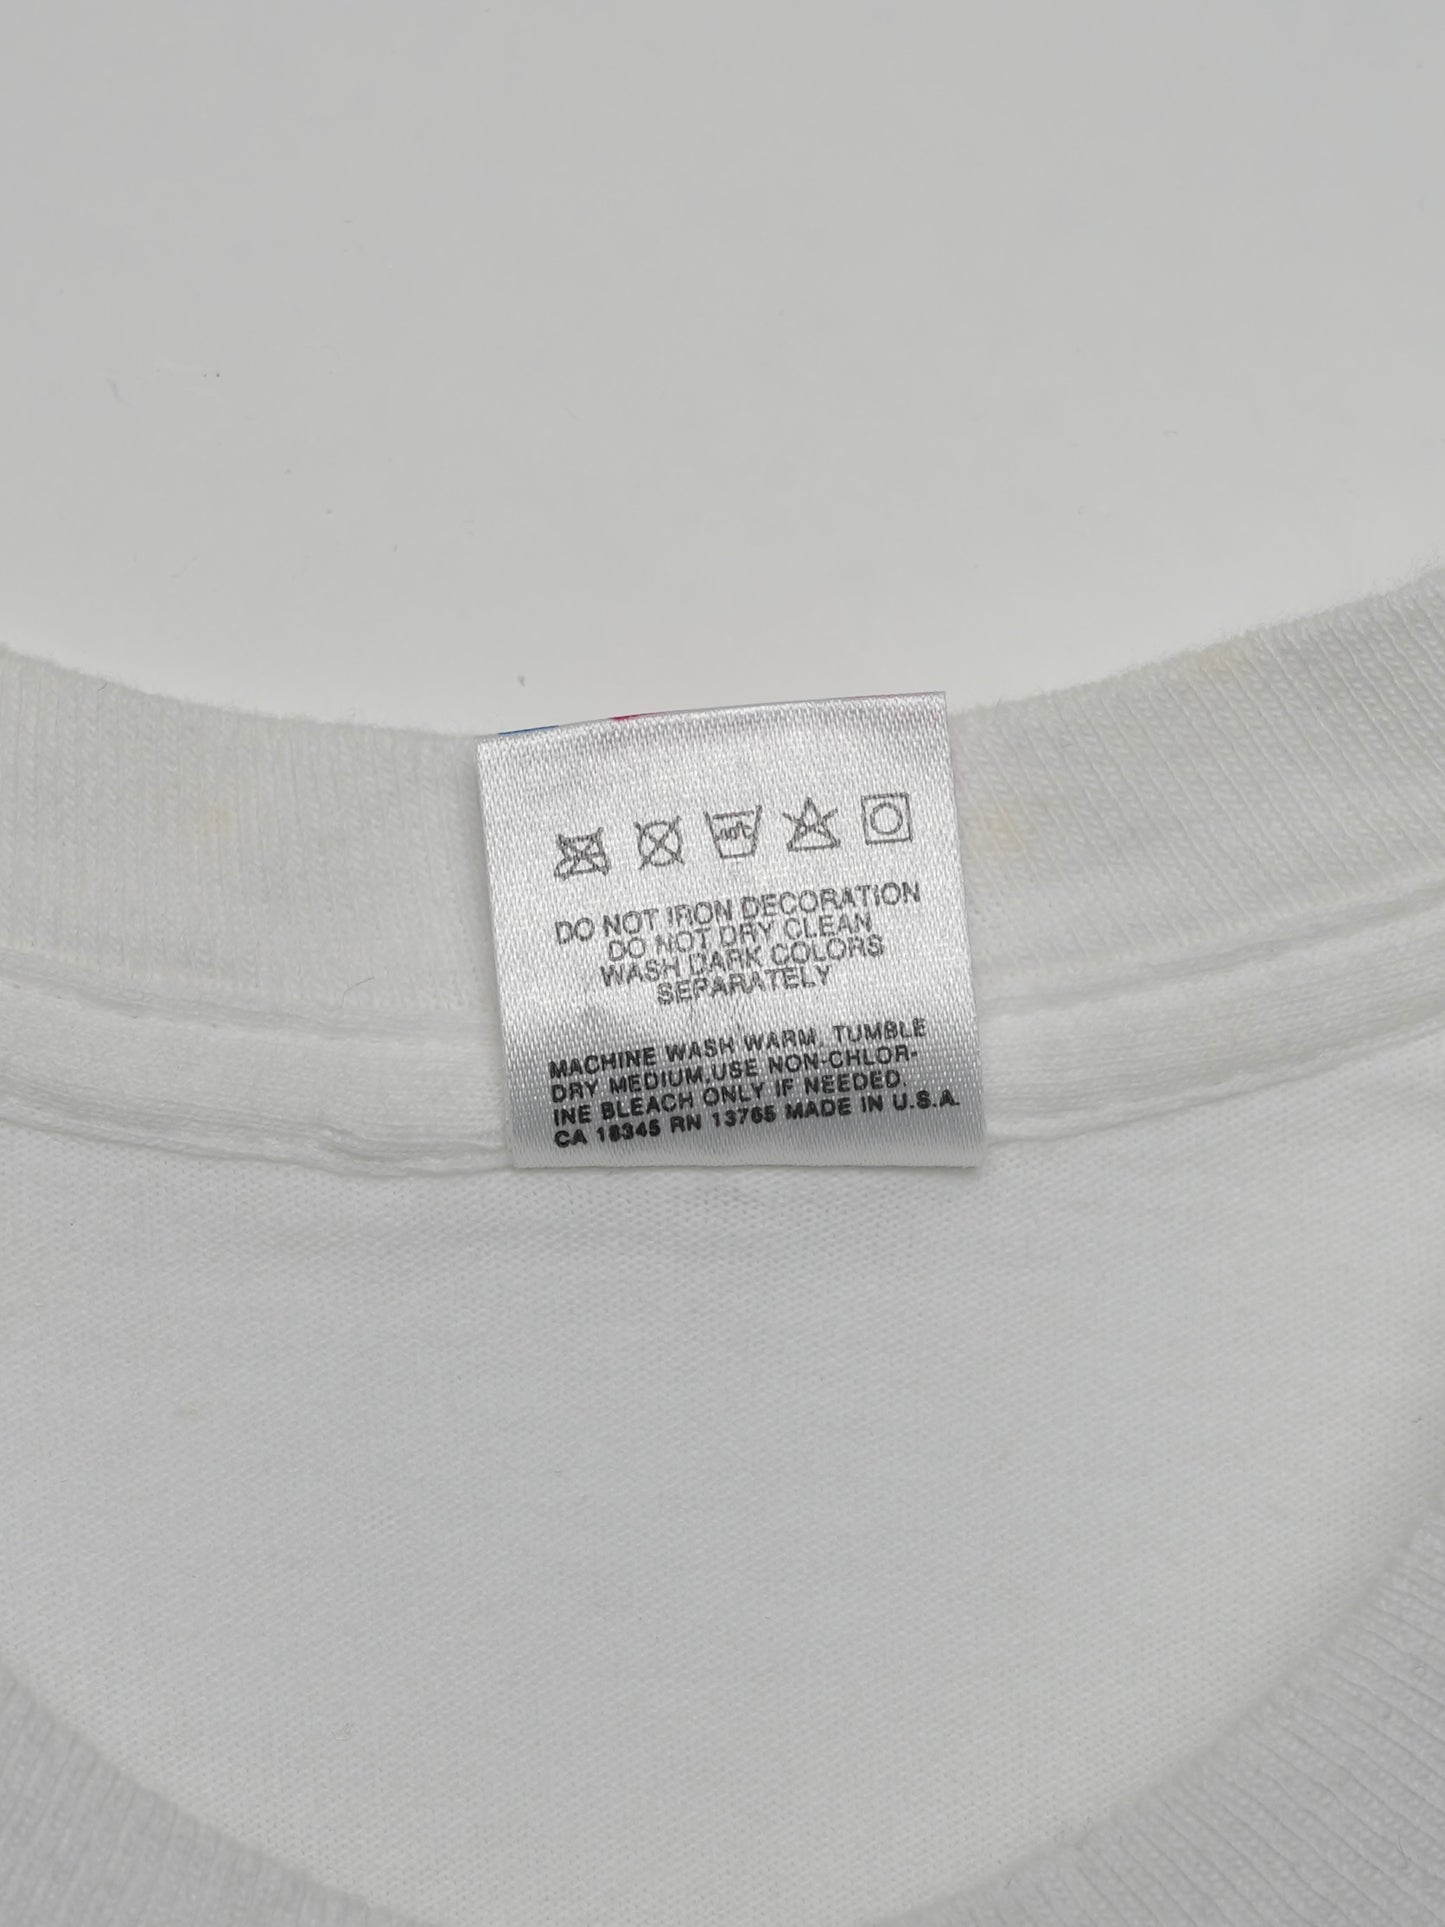 40°C
DO NOT IRON DECORATION
DO NOT DRY CLEAN
WASH DARK COLORS
SEPARATELY
MACHINE WASH WARM, TUMBLE
DRY MEDIUM,USE NON-CHLOR-
INE BLEACH ONLY IF NEEDED.
CA 18345 RN 13765 MADE IN U.S.A.